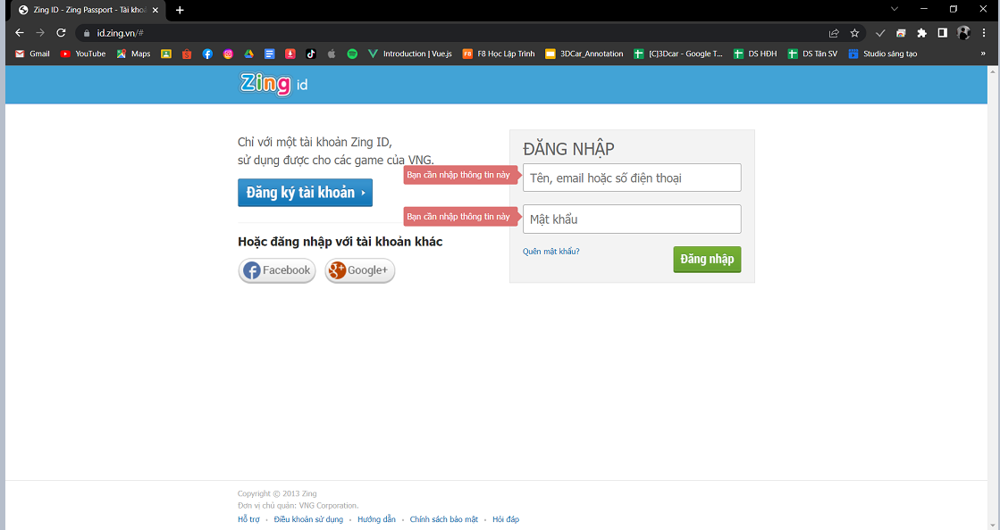 Zing ID - Zing Passport - Tài kho
id.zing.vn/#
Gmail
YouTube
Maps
Introduction | Vue.js
F8
F8 Học Lập Trình
3DCar_Annotation
[C]3Dcar - Google T...
DS HĐH
DS Tân SV
Studio sáng tạo
»
Zing id
Chỉ với một tài khoản Zing ID,
sử dụng được cho các game của VNG.
Đăng ký tài khoản
Hoặc đăng nhập với tài khoản khác
Facebook
Google+
ĐĂNG NHẬP
Bạn cần nhập thông tin này
Tên, email hoặc số điện thoại
Bạn cần nhập thông tin này
Mật khẩu
Quên mật khẩu?
Đăng nhập
Copyright © 2013 Zing
Đơn vị chủ quản: VNG Corporation.
Hỗ trợ • Điều khoản sử dụng • Hướng dẫn • Chính sách bảo mật • Hỏi đáp